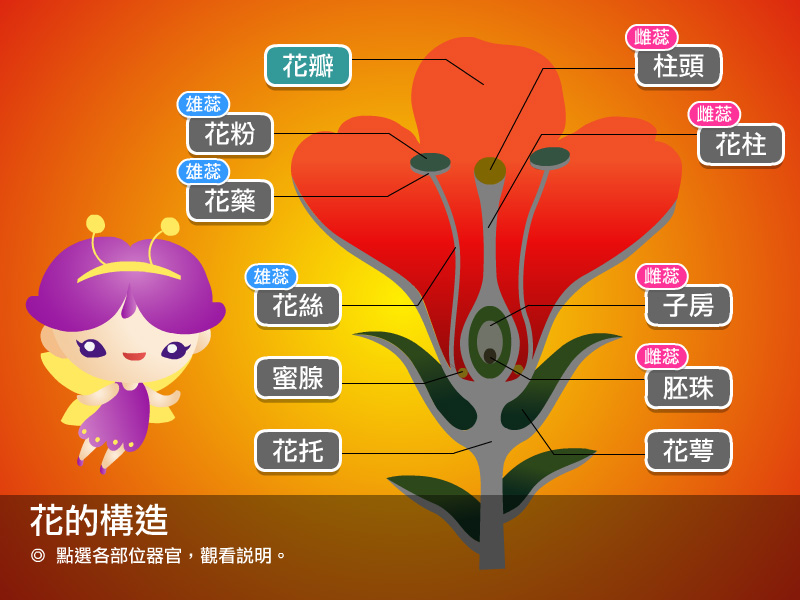 花瓣
雌蕊
柱頭
雄蕊
花粉
雌蕊
花柱
雄蕊
花藥
雄蕊
花絲
雌蕊
子房
蜜腺
雌蕊
胚珠
花托
花萼
花的構造
◎ 點選各部位器官，觀看説明。